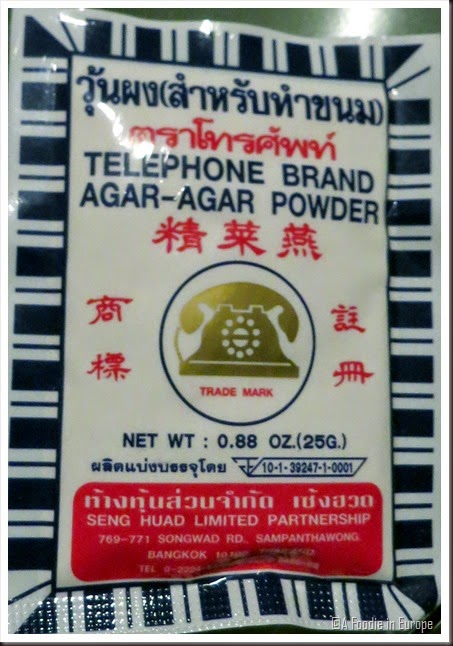 วุ้นผง(สำหรับทำขนม)
ตราโทรศัพท์
TELEPHONE BRAND
AGAR-AGAR POWDER
精菜燕
商標
註冊
TRADE MARK
NET WT : 0.88 OZ.(25G.)
ผลิตแบ่งบรรจุโดย 10-1-39247-1-0001
ห้างหุ้นส่วนจำกัด เซ้งฮวด
SENG HUAD LIMITED PARTNERSHIP
769-771 SONGWAD RD., SAMPANTHAWONG.
BANGKOK
TEL
©A Foodie in Europe